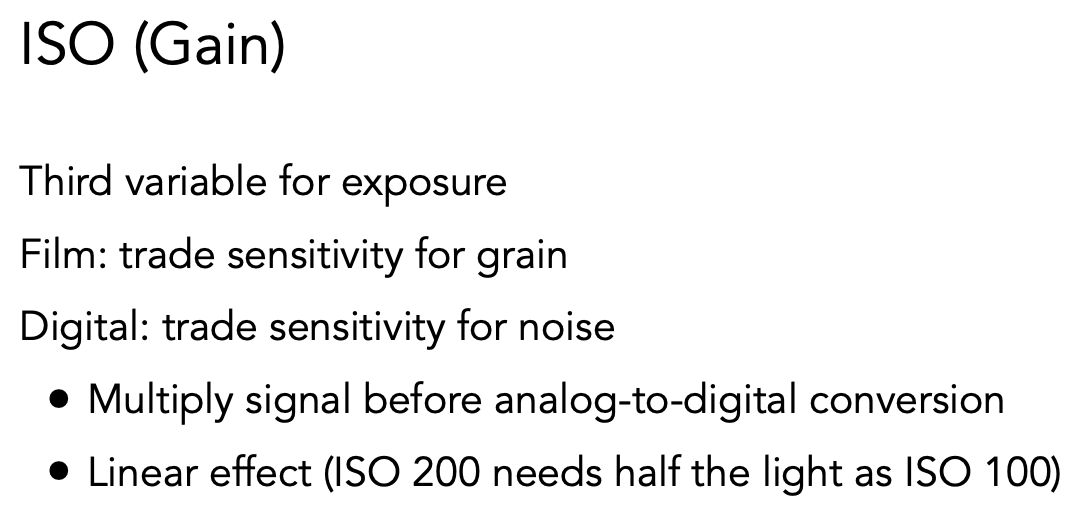 ISO (Gain)
Third variable for exposure
Film: trade sensitivity for grain
Digital: trade sensitivity for noise
• Multiply signal before analog-to-digital conversion
• Linear effect (ISO 200 needs half the light as ISO 100)